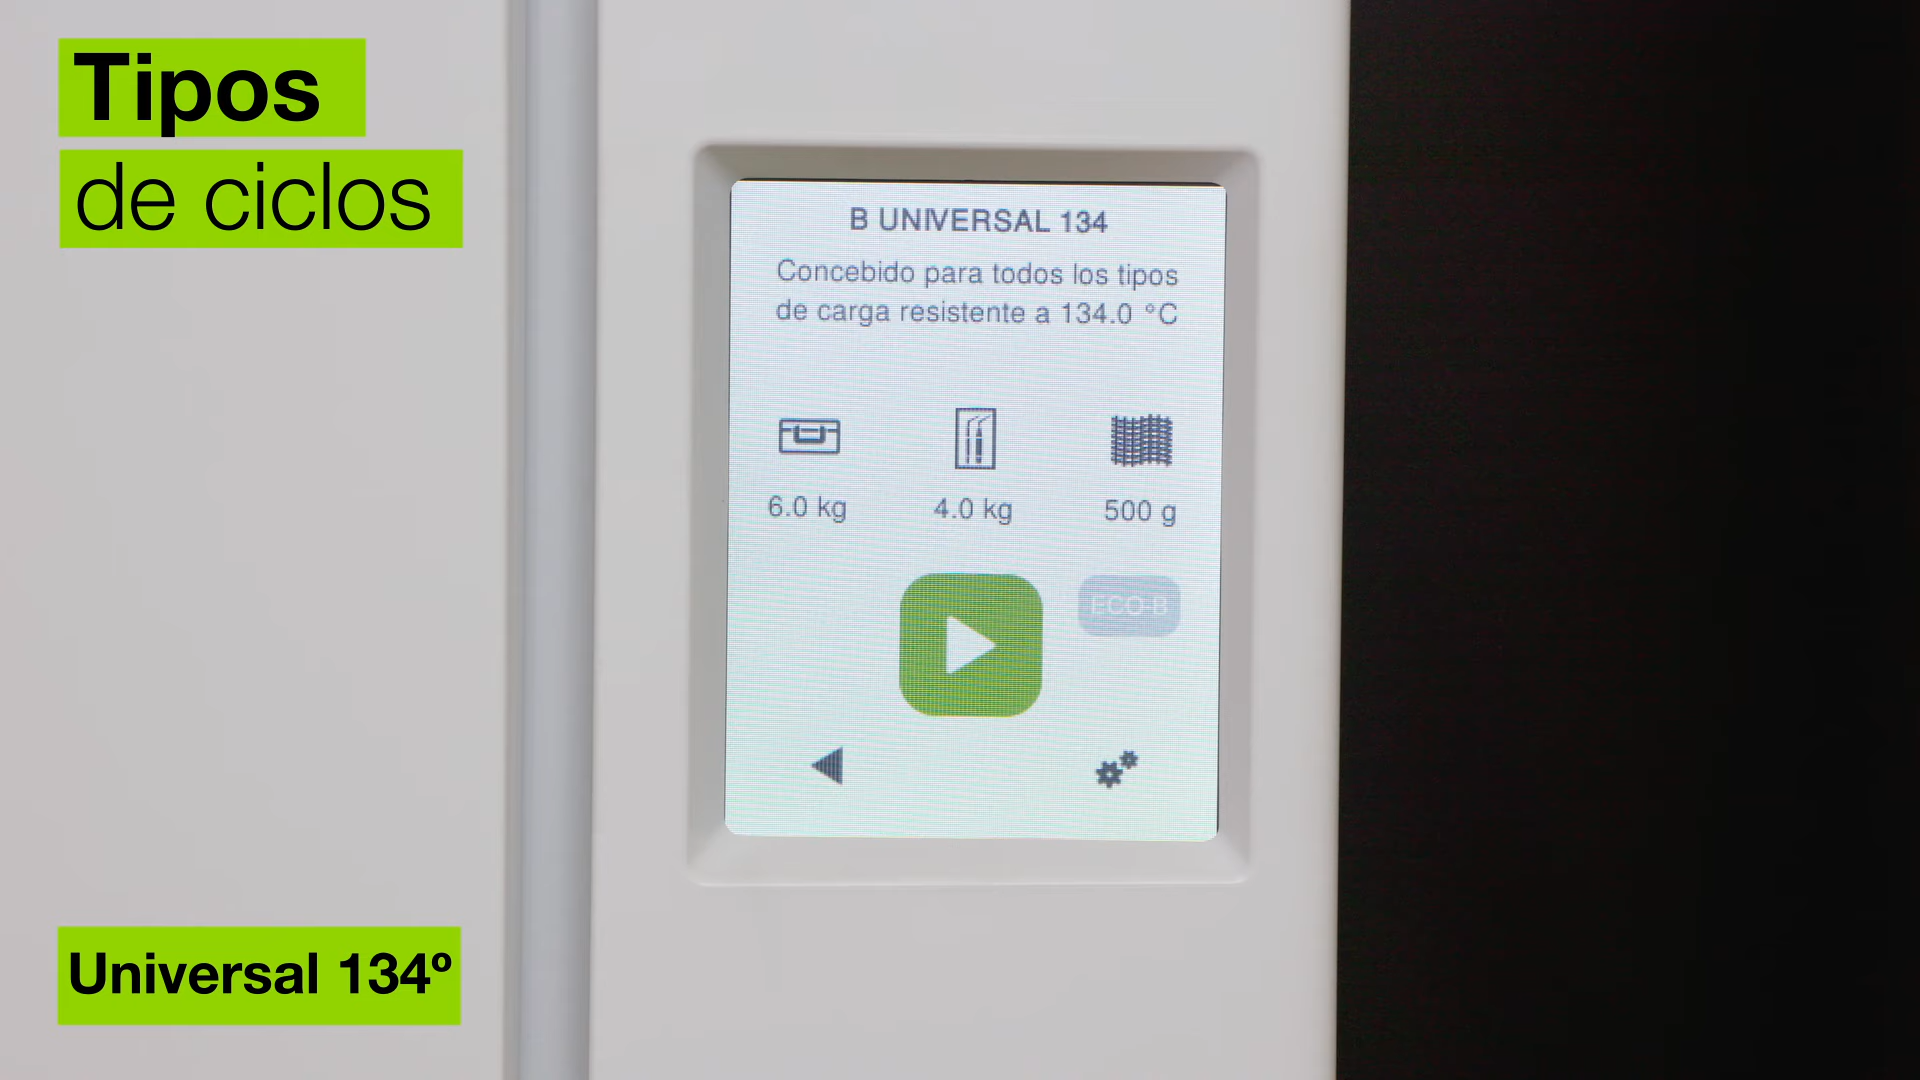 Tipos
de ciclos
B UNIVERSAL 134
Concebido para todos los tipos
de carga resistente a 134.0 °C
6.0 kg
4.0 kg
500 g
ECO-B
Universal 134º